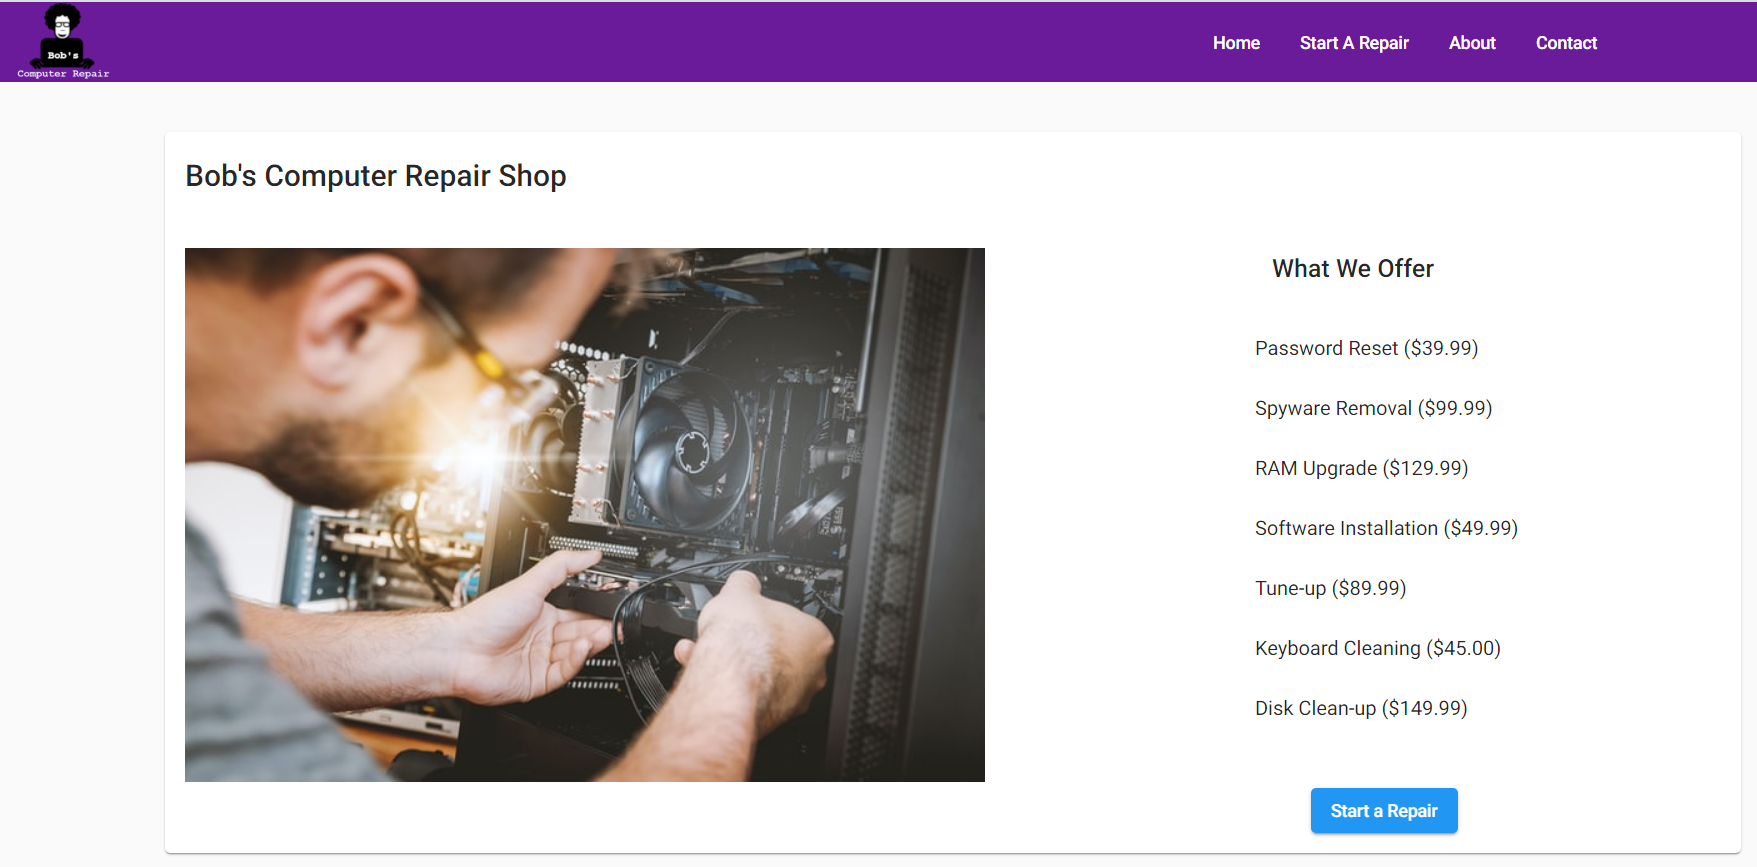 Bob's
Computer Repair
Home Start A Repair About Contact
Bob's Computer Repair Shop
What We Offer
Password Reset ($39.99)
Spyware Removal ($99.99)
RAM Upgrade ($129.99)
Software Installation ($49.99)
Tune-up ($89.99)
Keyboard Cleaning ($45.00)
Disk Clean-up ($149.99)
Start a Repair